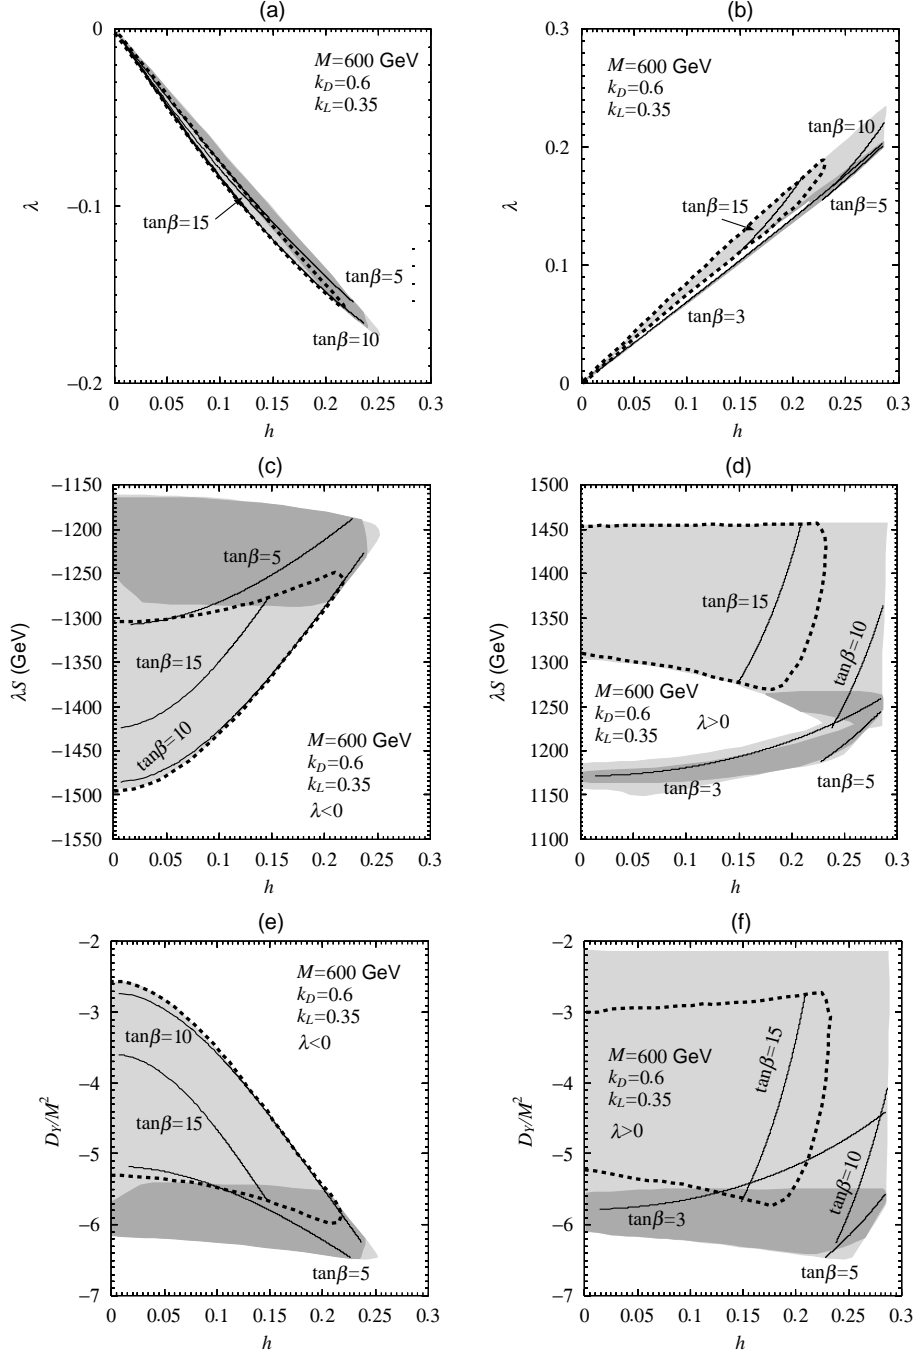 (a)
0
M=600 GeV
k_D=0.6
k_L=0.35
λ
−0.1
tanβ=15
tanβ=5
tanβ=10
−0.2
0 0.05 0.1 0.15 0.2 0.25 0.3
h
(b)
0.3
M=600 GeV
k_D=0.6
k_L=0.35
tanβ=10
0.2
λ
tanβ=15
tanβ=5
0.1
tanβ=3
0
0 0.05 0.1 0.15 0.2 0.25 0.3
h
(c)
−1150
−1200
tanβ=5
−1250
−1300
λS (GeV)
tanβ=15
−1350
−1400
tanβ=10
M=600 GeV
−1450
k_D=0.6
k_L=0.35
−1500
λ<0
−1550
0 0.05 0.1 0.15 0.2 0.25 0.3
h
(d)
1500
1450
1400
tanβ=15
1350
tanβ=10
λS (GeV)
1300
M=600 GeV
k_D=0.6
λ>0
1250
k_L=0.35
1200
tanβ=3
tanβ=5
1150
1100
0 0.05 0.1 0.15 0.2 0.25 0.3
h
(e)
−2
M=600 GeV
k_D=0.6
−3
k_L=0.35
tanβ=10
λ<0
−4
D_Y/M²
tanβ=15
−5
−6
tanβ=5
−7
0 0.05 0.1 0.15 0.2 0.25 0.3
h
(f)
−2
−3
tanβ=15
M=600 GeV
−4
k_D=0.6
k_L=0.35
D_Y/M²
λ>0
−5
tanβ=10
tanβ=3
−6
tanβ=5
−7
0 0.05 0.1 0.15 0.2 0.25 0.3
h